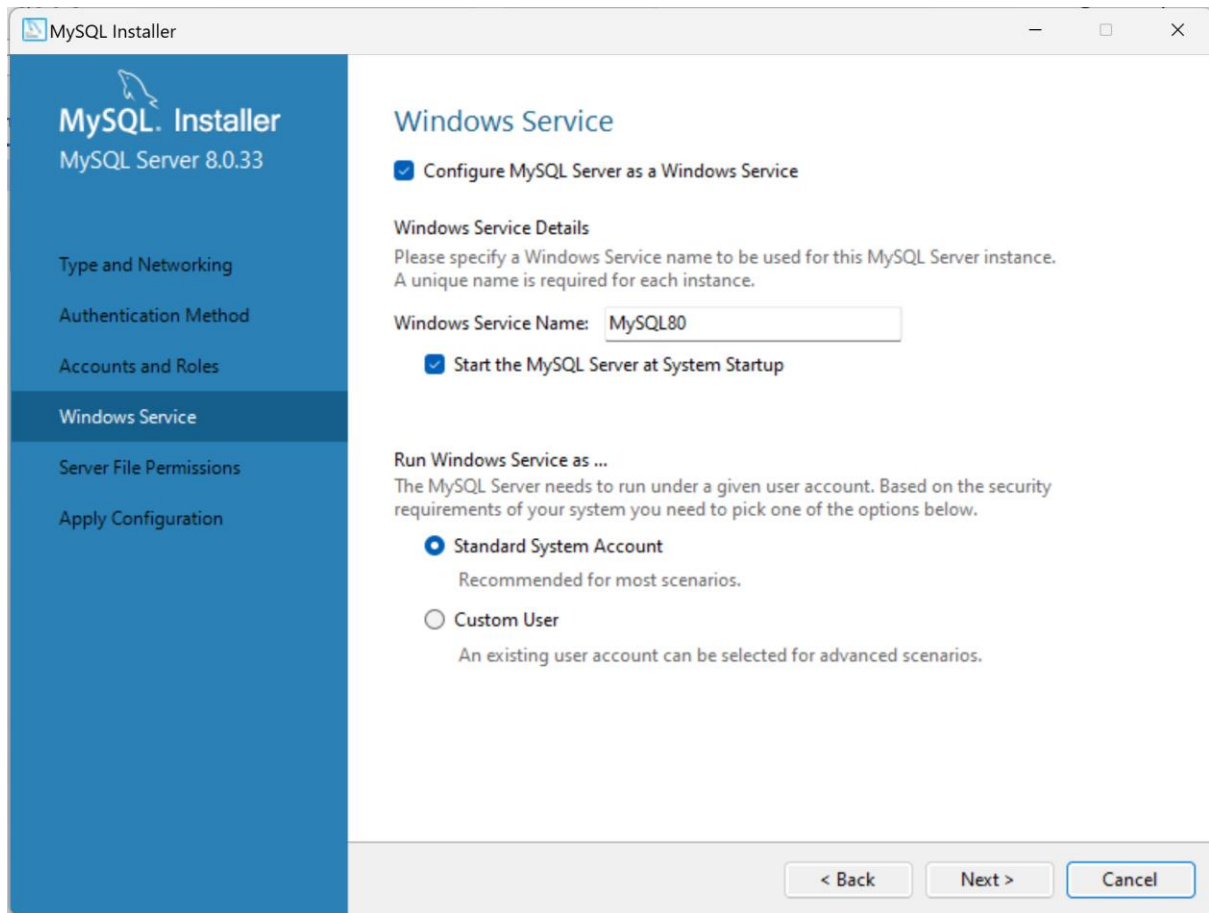 MySQL Installer
MySQL. Installer
MySQL Server 8.0.33
Type and Networking
Authentication Method
Accounts and Roles
Windows Service
Server File Permissions
Apply Configuration
Windows Service
Configure MySQL Server as a Windows Service
Windows Service Details
Please specify a Windows Service name to be used for this MySQL Server instance.
A unique name is required for each instance.
Windows Service Name: MySQL80
Start the MySQL Server at System Startup
Run Windows Service as ...
The MySQL Server needs to run under a given user account. Based on the security
requirements of your system you need to pick one of the options below.
Standard System Account
Recommended for most scenarios.
Custom User
An existing user account can be selected for advanced scenarios.
< Back Next > Cancel